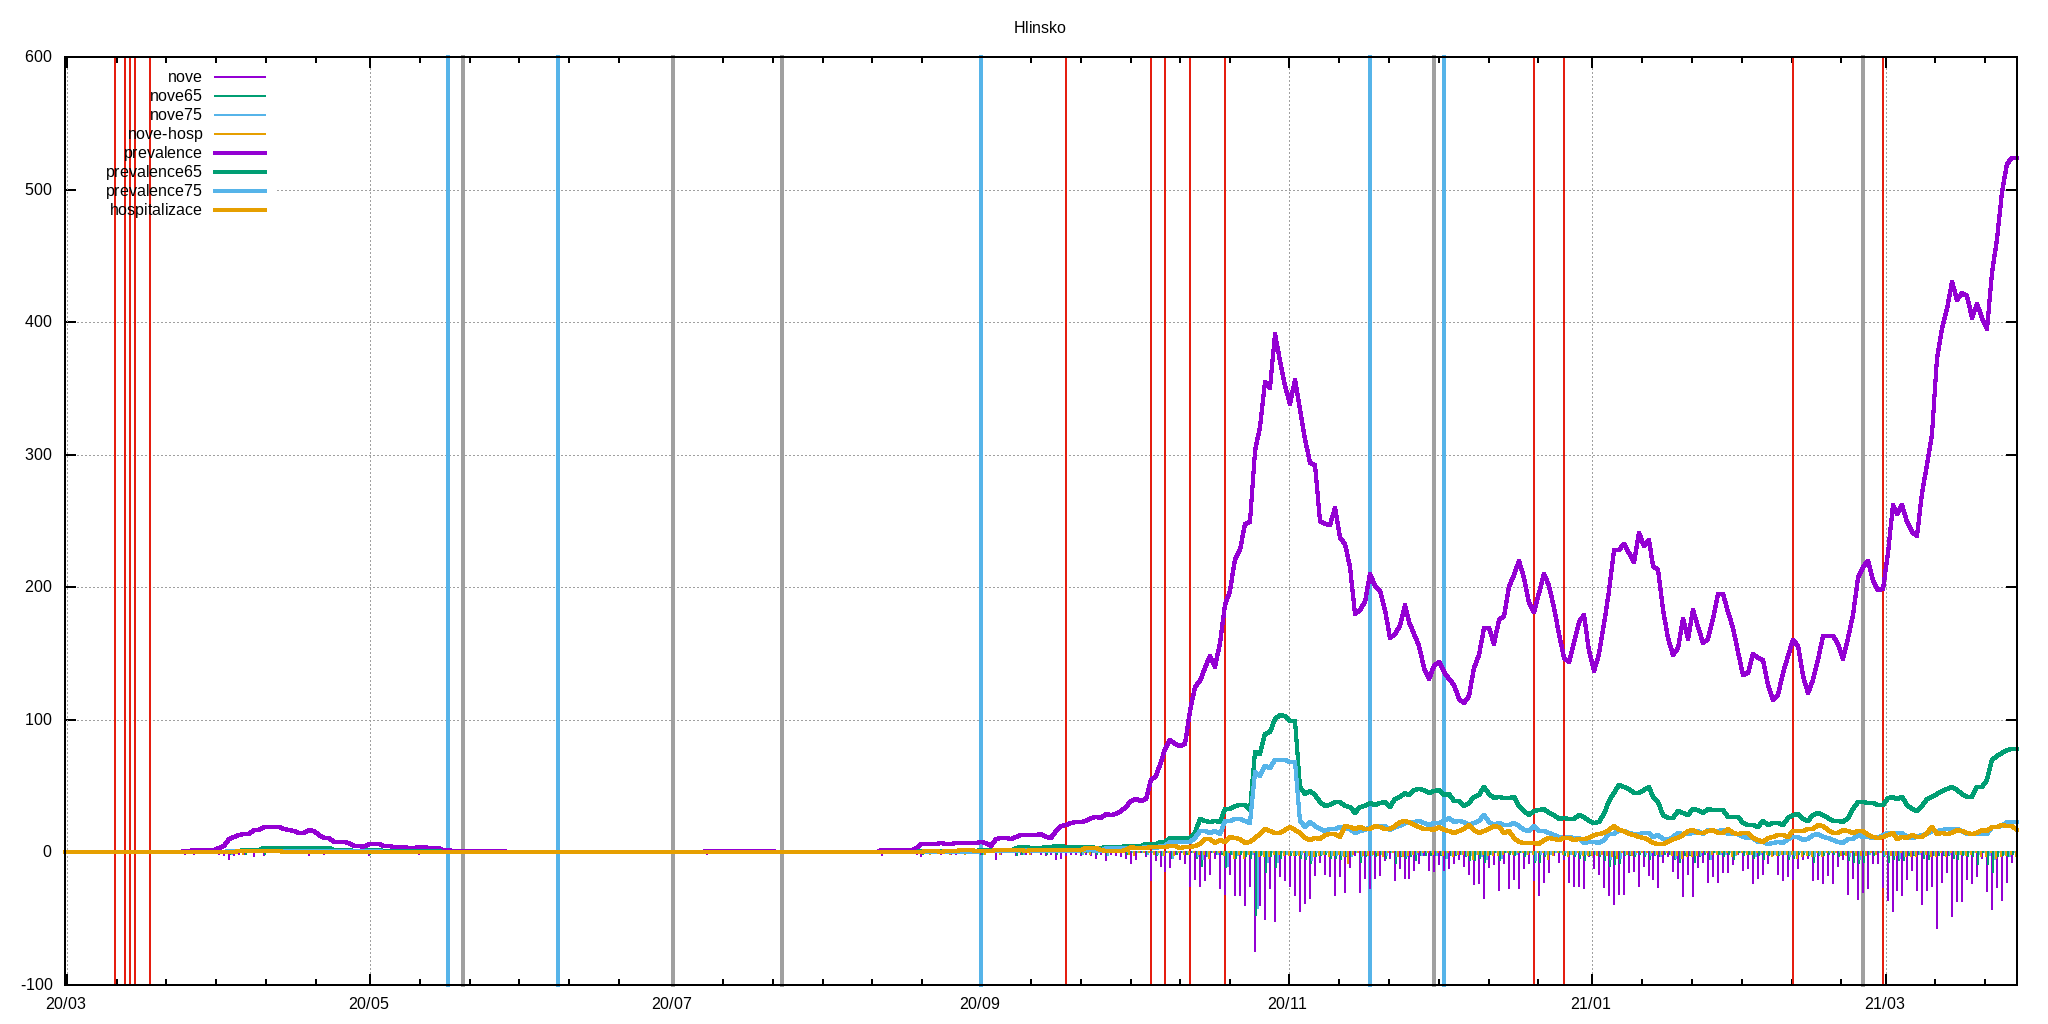 Hlinsko
600
500
400
300
200
100
0
-100
nove
nove65
nove75
nove-hosp
prevalence
prevalence65
prevalence75
hospitalizace
20/03 20/05 20/07 20/09 20/11 21/01 21/03